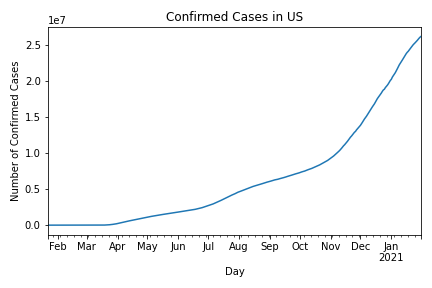 Confirmed Cases in US
1e7
2.5
2.0
1.5
1.0
0.5
0.0
Number of Confirmed Cases
Feb Mar Apr May Jun Jul Aug Sep Oct Nov Dec Jan
2021
Day